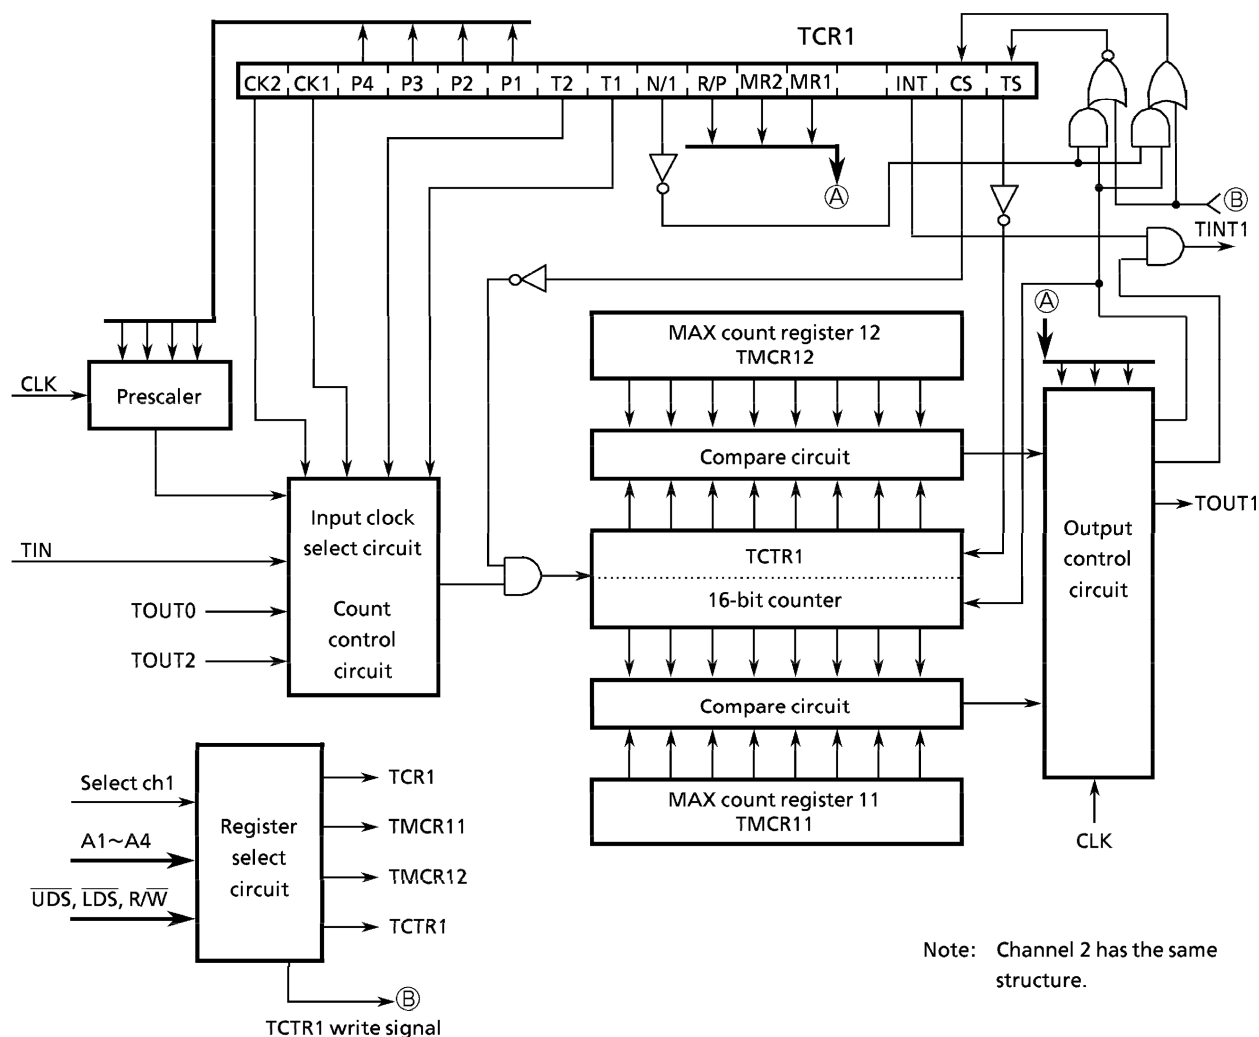 TCR1
CK2 CK1 P4 P3 P2 P1 T2 T1 N/1 R/P MR2 MR1 INT CS TS
Ⓐ
Ⓑ
TINT1
Ⓐ
MAX count register 12
TMCR12
CLK
Prescaler
Compare circuit
Input clock
select circuit
Count
control
circuit
TIN
TOUT0
TOUT2
TCTR1
16-bit counter
Output
control
circuit
TOUT1
Compare circuit
MAX count register 11
TMCR11
CLK
Select ch1
A1~A4
U̅D̅S̅, L̅D̅S̅, R/W̅
Register
select
circuit
TCR1
TMCR11
TMCR12
TCTR1
Ⓑ
TCTR1 write signal
Note: Channel 2 has the same
structure.